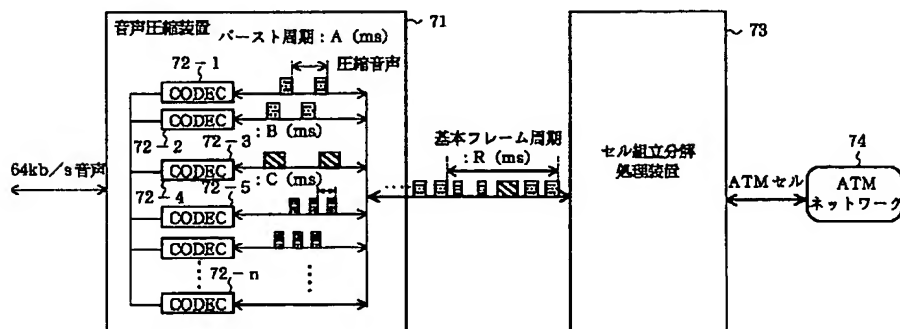 71
音声圧縮装置
バースト周期:A (ms)
72-1
圧縮音声
CODEC
CODEC
72-2
72-3
:B (ms)
CODEC
72-4
72-5
:C (ms)
CODEC
CODEC
72-n
CODEC
64kb/s 音声
基本フレーム周期
:R (ms)
73
セル組立分解
処理装置
ATMセル
74
ATM
ネットワーク